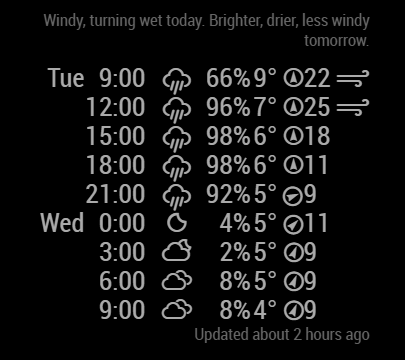 Windy, turning wet today. Brighter, drier, less windy
tomorrow.
Tue 9:00 66% 9° 22
12:00 96% 7° 25
15:00 98% 6° 18
18:00 98% 6° 11
21:00 92% 5° 9
Wed 0:00 4% 5° 11
3:00 2% 5° 9
6:00 8% 5° 9
9:00 8% 4° 9
Updated about 2 hours ago